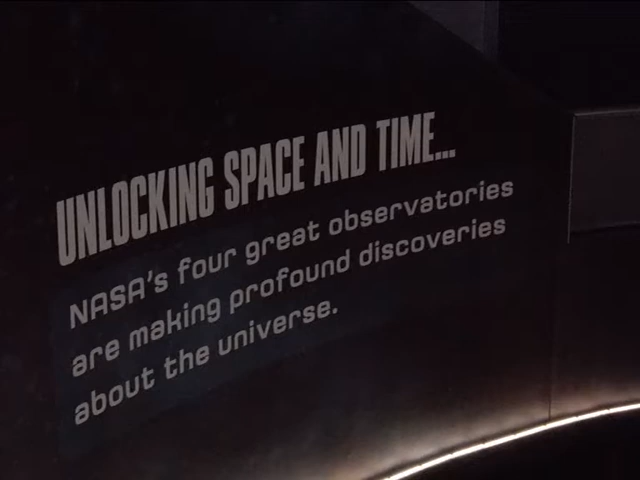 UNLOCKING SPACE AND TIME...
NASA's four great observatories
are making profound discoveries
about the universe.